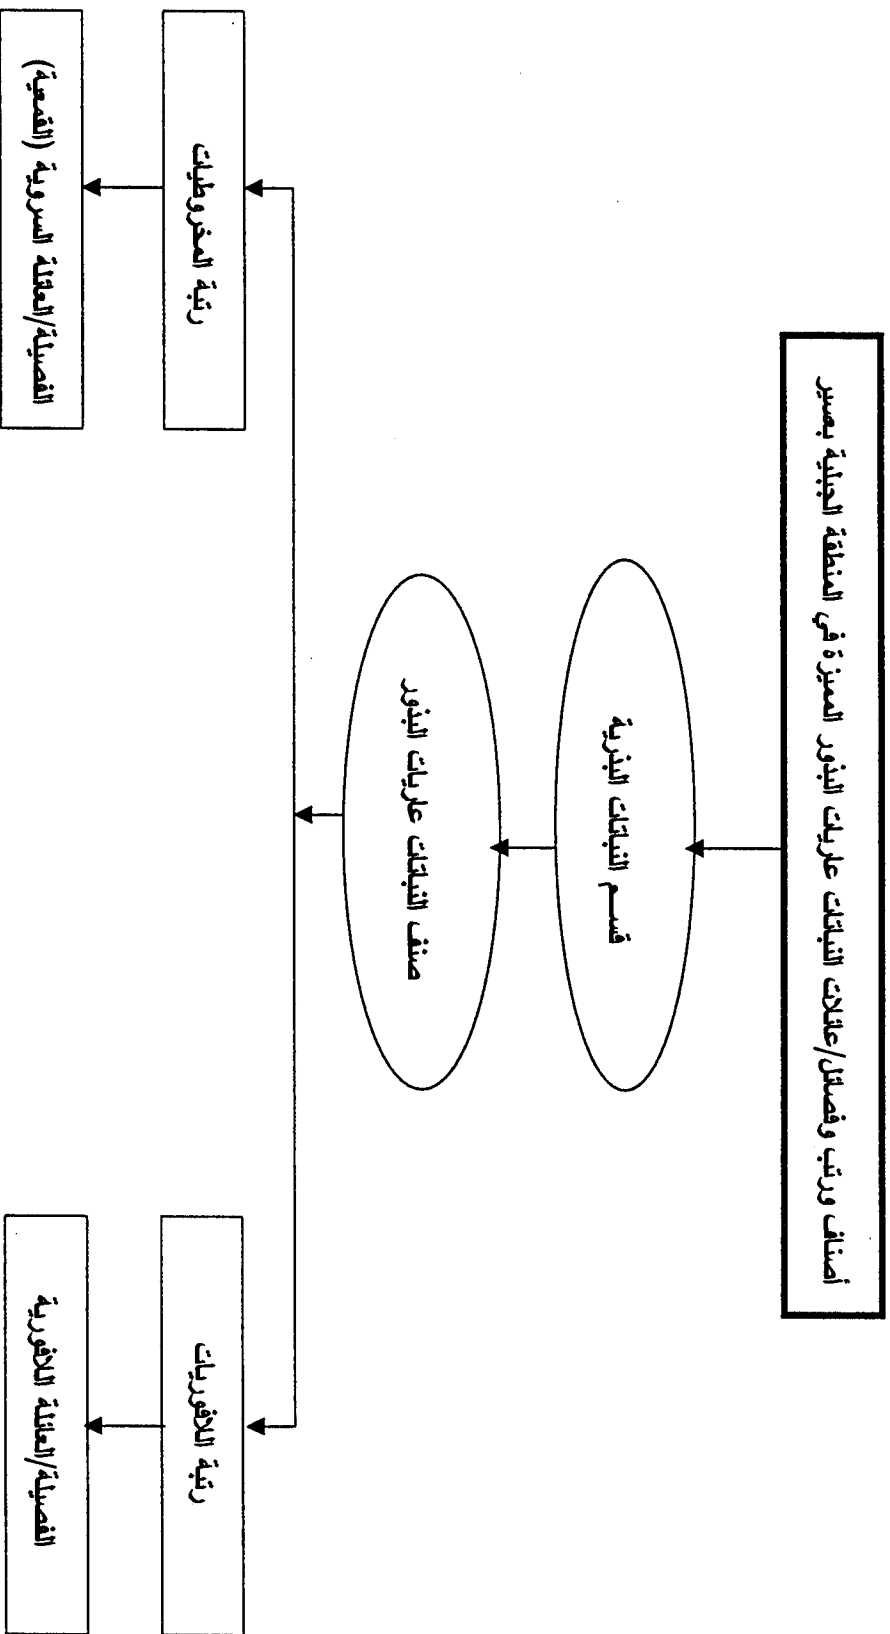 أصناف ورتب وفصائل/عائلات النباتات عاريات البذور المميزة في المنطقة الجبلية بعسير
قسم النباتات البذرية
صنف النباتات عاريات البذور
رتبة اللافوريات
رتبة المخروطيات
الفصيلة/العائلة اللافورية
الفصيلة/العائلة السروية (القمعية)